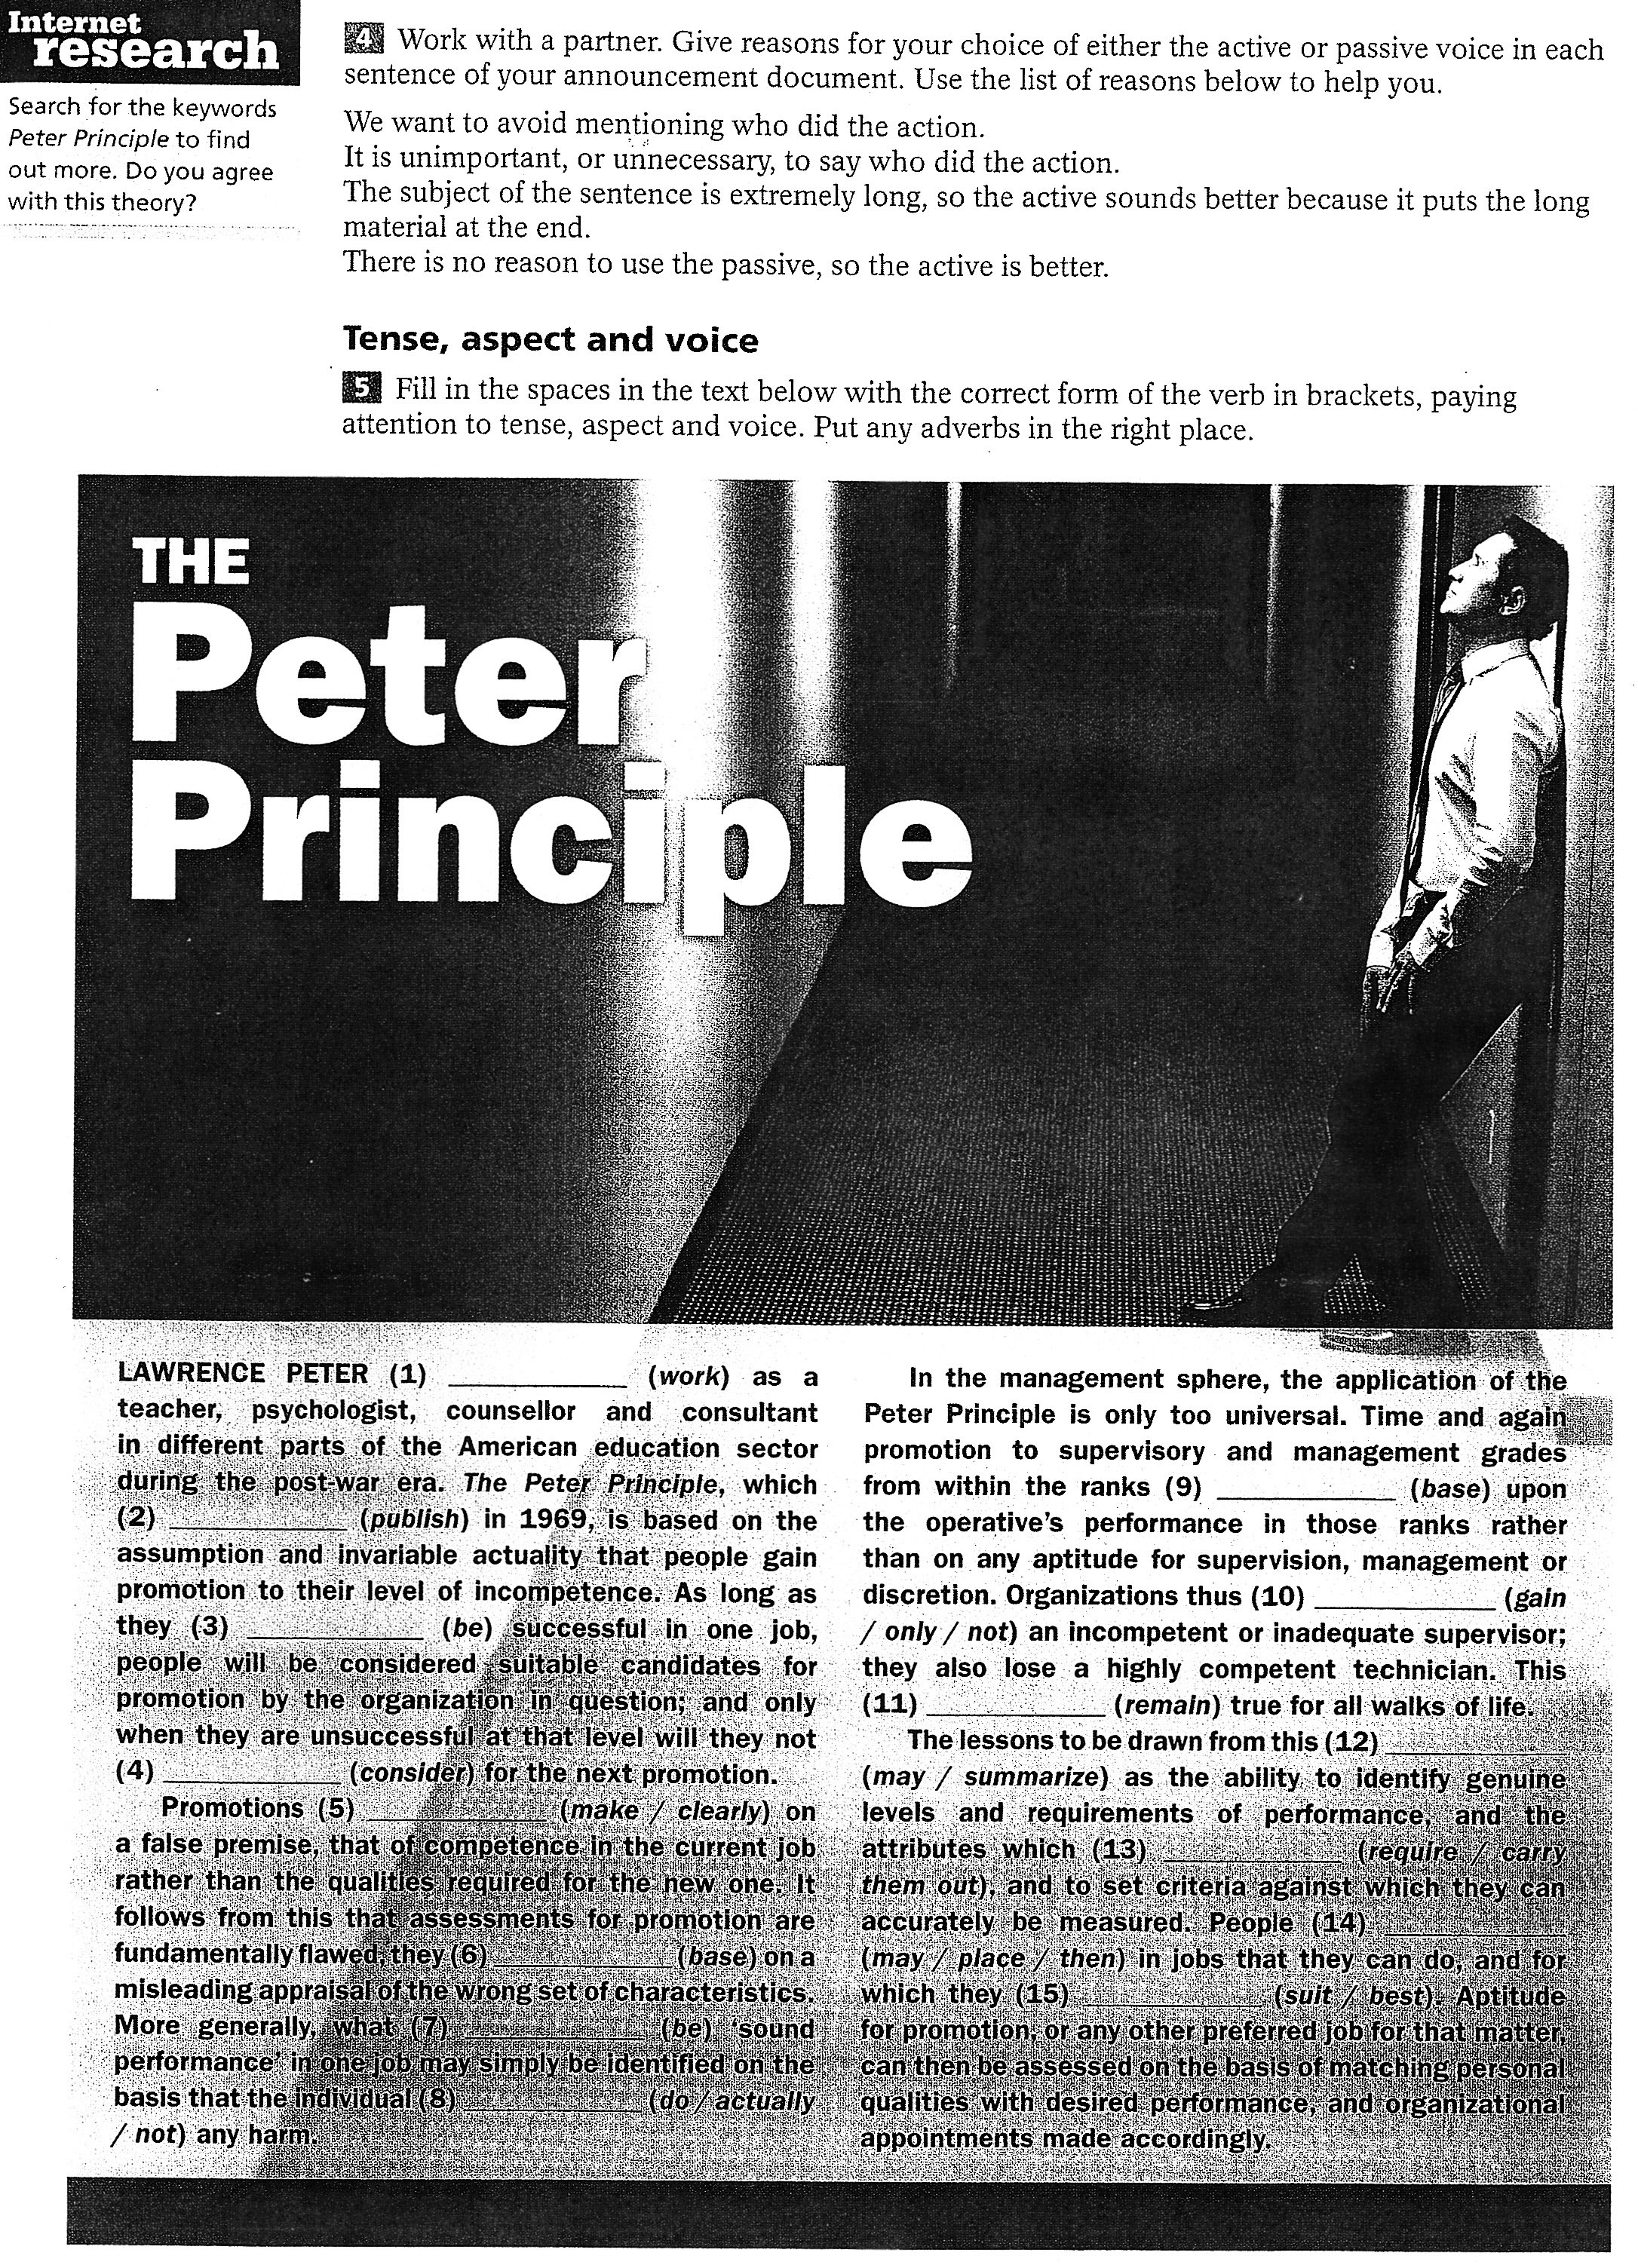 Internet
research
Search for the keywords
Peter Principle to find
out more. Do you agree
with this theory?
4 Work with a partner. Give reasons for your choice of either the active or passive voice in each
sentence of your announcement document. Use the list of reasons below to help you.
We want to avoid mentioning who did the action.
It is unimportant, or unnecessary, to say who did the action.
The subject of the sentence is extremely long, so the active sounds better because it puts the long
material at the end.
There is no reason to use the passive, so the active is better.
Tense, aspect and voice
5 Fill in the spaces in the text below with the correct form of the verb in brackets, paying
attention to tense, aspect and voice. Put any adverbs in the right place.
THE
Peter
Principle
LAWRENCE PETER (1) ____________ (work) as a
teacher, psychologist, counsellor and consultant
in different parts of the American education sector
during the post-war era. The Peter Principle, which
(2) ____________ (publish) in 1969, is based on the
assumption and invariable actuality that people gain
promotion to their level of incompetence. As long as
they (3) ____________ (be) successful in one job,
people will be considered suitable candidates for
promotion by the organization in question; and only
when they are unsuccessful at that level will they not
(4) ____________ (consider) for the next promotion.
Promotions (5) ____________ (make / clearly) on
a false premise, that of competence in the current job
rather than the qualities required for the new one. It
follows from this that assessments for promotion are
fundamentally flawed; they (6) ____________ (base) on a
misleading appraisal of the wrong set of characteristics.
More generally, what (7) ____________ (be) 'sound
performance' in one job may simply be identified on the
basis that the individual (8) ____________ (do / actually
/ not) any harm.
In the management sphere, the application of the
Peter Principle is only too universal. Time and again
promotion to supervisory and management grades
from within the ranks (9) ____________ (base) upon
the operative's performance in those ranks rather
than on any aptitude for supervision, management or
discretion. Organizations thus (10) ____________ (gain
/ only / not) an incompetent or inadequate supervisor;
they also lose a highly competent technician. This
(11) ____________ (remain) true for all walks of life.
The lessons to be drawn from this (12) ____________
(may / summarize) as the ability to identify genuine
levels and requirements of performance, and the
attributes which (13) ____________ (require / carry
them out), and to set criteria against which they can
accurately be measured. People (14) ____________
(may / place / then) in jobs that they can do, and for
which they (15) ____________ (suit / best). Aptitude
for promotion, or any other preferred job for that matter,
can then be assessed on the basis of matching personal
qualities with desired performance, and organizational
appointments made accordingly.